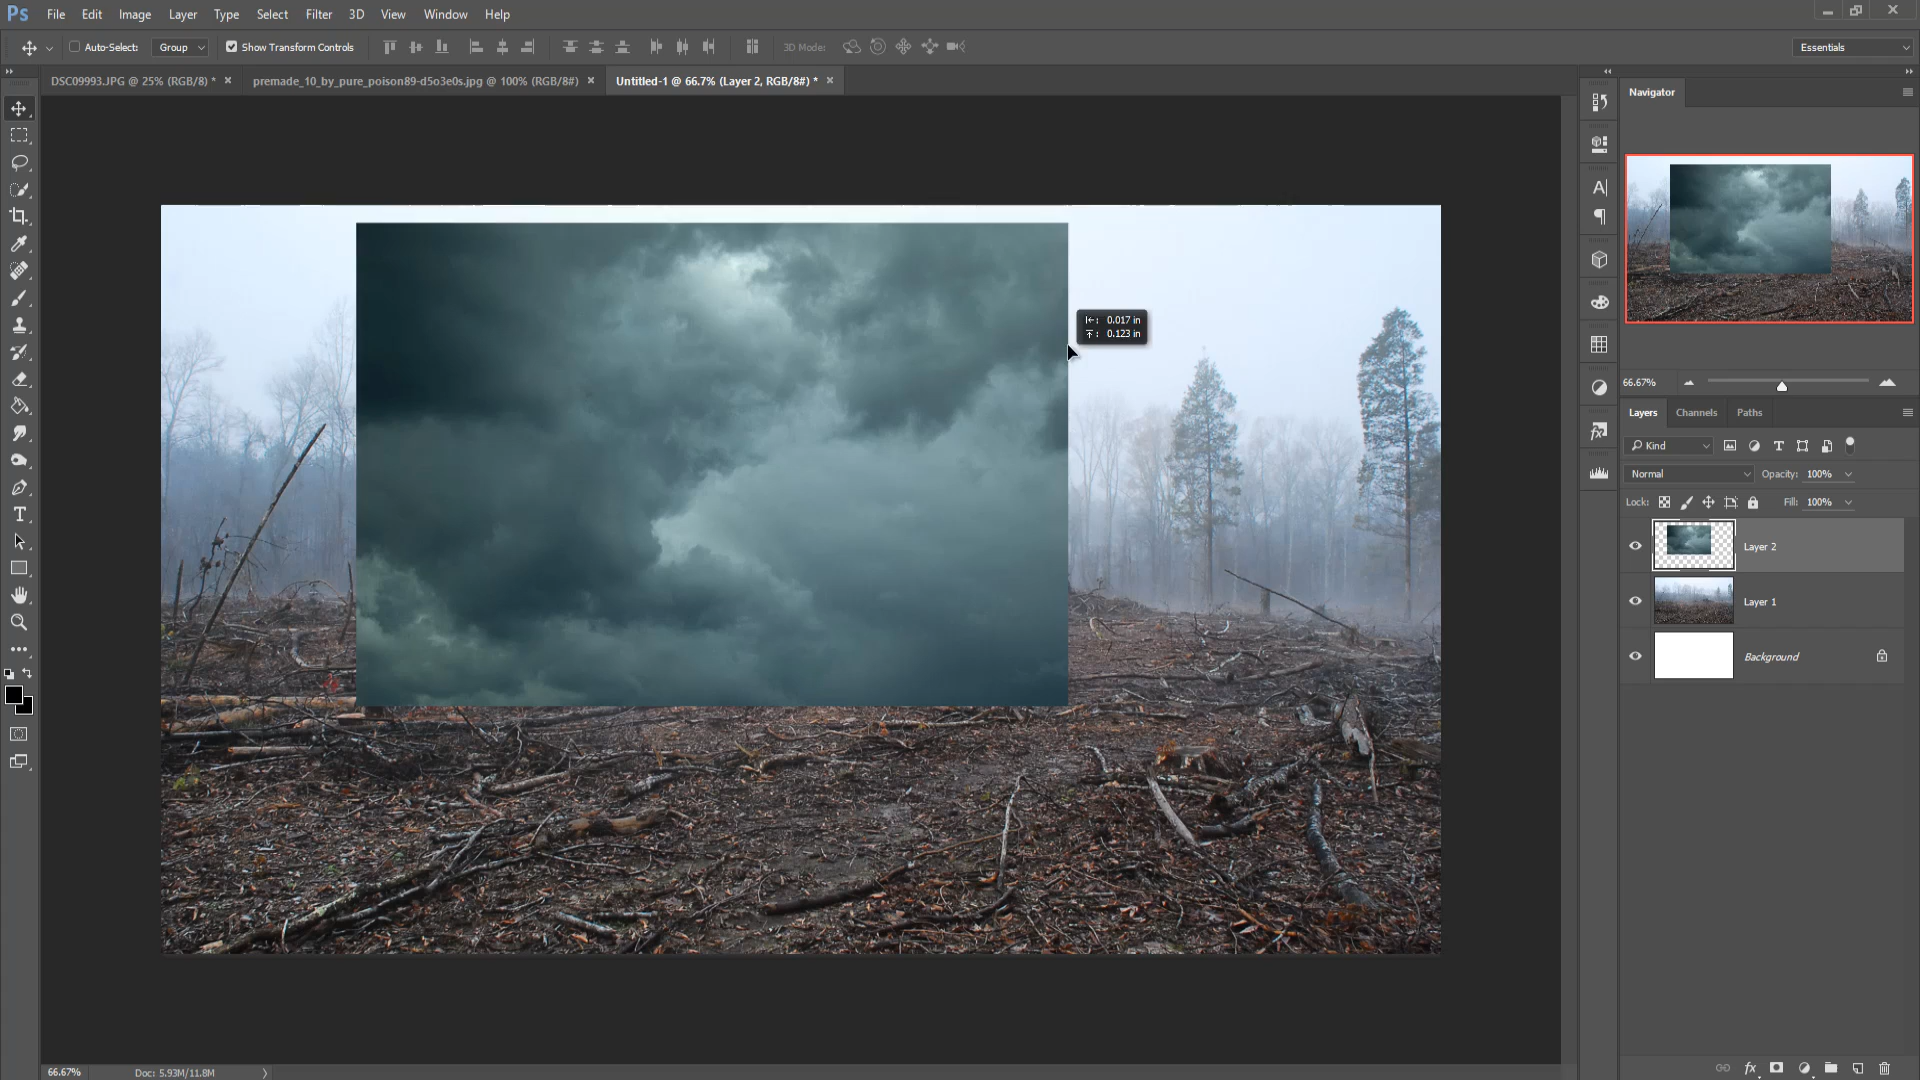 Ps File Edit Image Layer Type Select Filter 3D View Window Help
Auto-Select: Group Show Transform Controls 3D Mode: Essentials
DSC09993.JPG @ 25% (RGB/8) * × premade_10_by_pure_poison89-d5o3e0s.jpg @ 100% (RGB/8#) × Untitled-1 @ 66.7% (Layer 2, RGB/8#) * ×
Navigator
0.017 in
0.123 in
66.67%
Layers Channels Paths
Kind
Normal Opacity: 100%
Lock: Fill: 100%
Layer 2
Layer 1
Background
66.67% Doc: 5.93M/11.8M